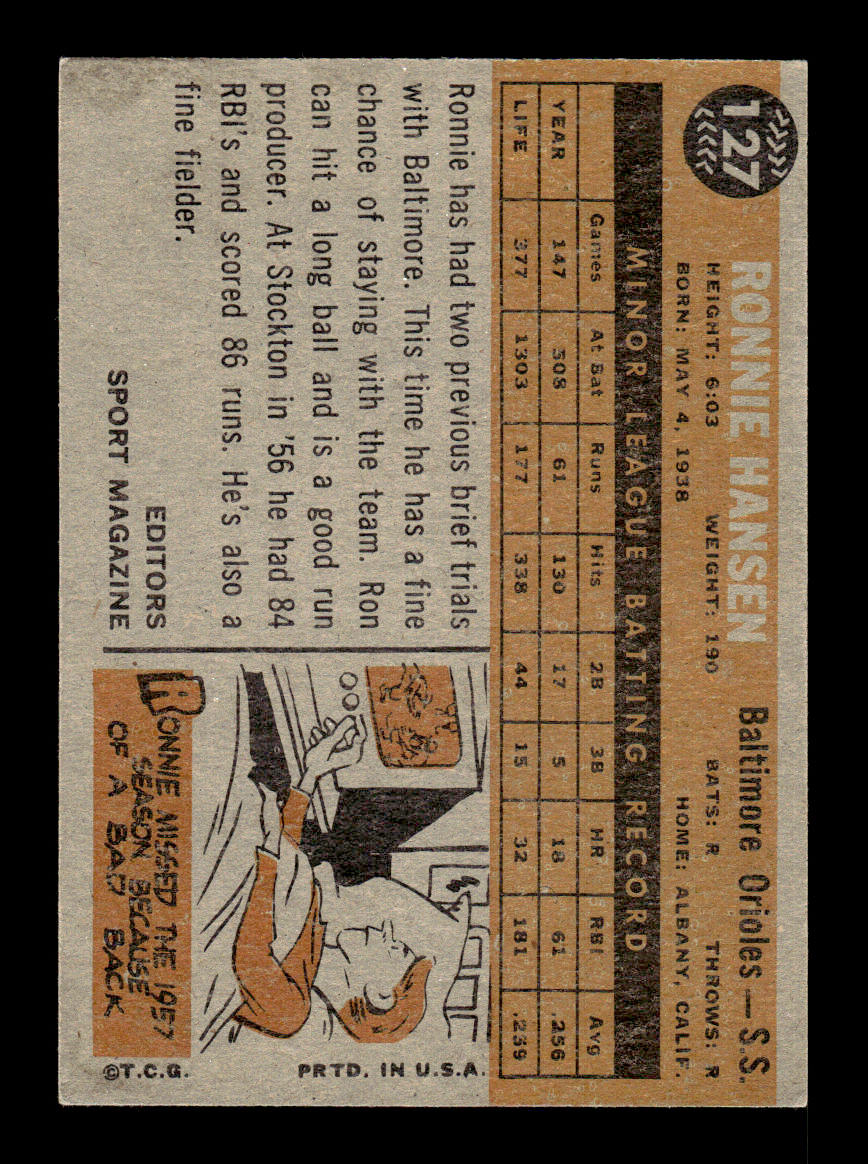 127
RONNIE HANSEN Baltimore Orioles — S.S.
HEIGHT: 6:03 WEIGHT: 190 BATS: R THROWS: R
BORN: MAY 4, 1938 HOME: ALBANY, CALIF.
MINOR LEAGUE BATTING RECORD
Games At Bat Runs Hits 2B 3B HR RBI Avg
YEAR 147 508 61 130 17 5 18 61 .256
LIFE 377 1303 177 338 44 15 32 181 .259
Ronnie has had two previous brief trials
with Baltimore. This time he has a fine
chance of staying with the team. Ron
can hit a long ball and is a good run
producer. At Stockton in '56 he had 84
RBI's and scored 86 runs. He's also a
fine fielder.
EDITORS
SPORT MAGAZINE
RONNIE MISSED THE 1957
SEASON BECAUSE
OF A BAD BACK
©T.C.G. PRTD. IN U.S.A.